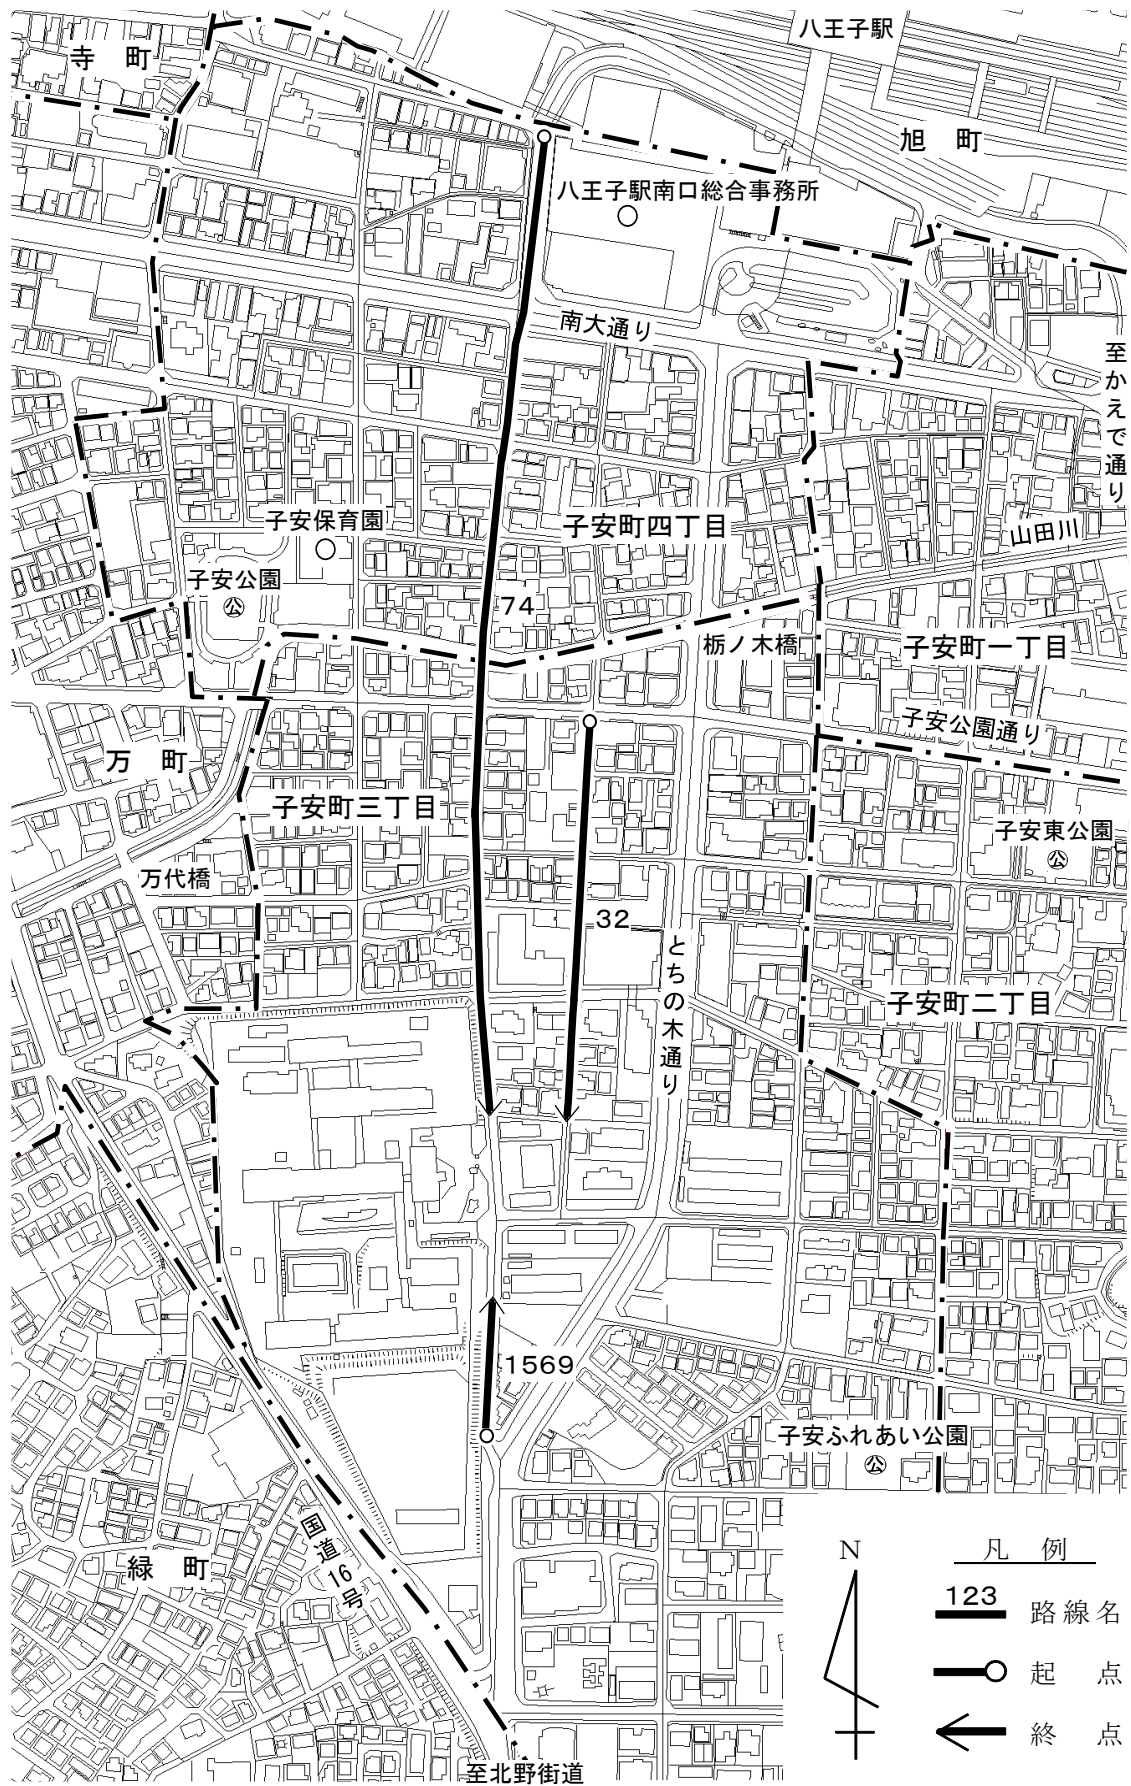 八王子駅
寺 町
旭 町
八王子駅南口総合事務所
南大通り
至かえで通り
子安保育園
子安町四丁目
山田川
子安公園
公
74
栃ノ木橋
子安町一丁目
子安公園通り
万 町
子安町三丁目
子安東公園
公
万代橋
32
とちの木通り
子安町二丁目
1569
子安ふれあい公園
公
国道16号
緑 町
至北野街道
N
凡 例
123
路線名
起 点
終 点